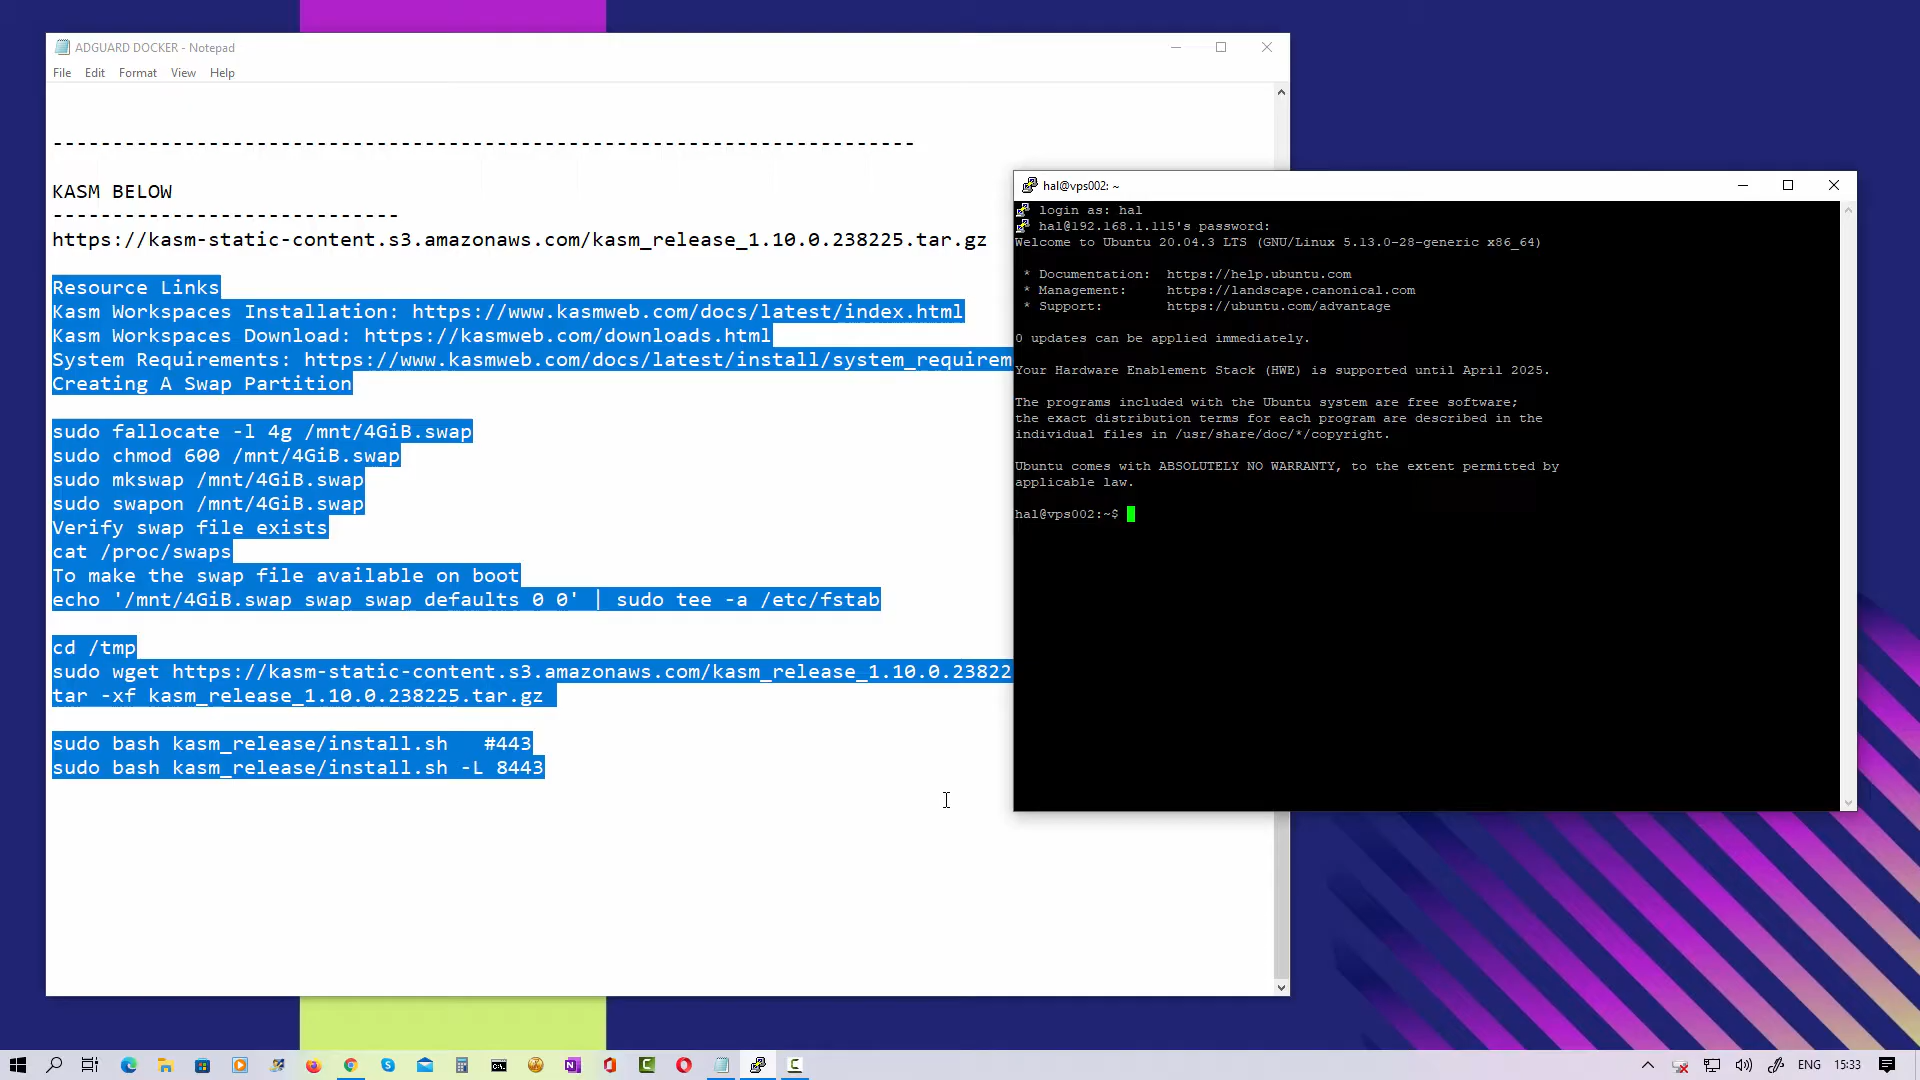 ADGUARD DOCKER - Notepad
File Edit Format View Help
------------------------------------------------------------------------
KASM BELOW
-----------------------------
https://kasm-static-content.s3.amazonaws.com/kasm_release_1.10.0.238225.tar.gz
Resource Links
Kasm Workspaces Installation: https://www.kasmweb.com/docs/latest/index.html
Kasm Workspaces Download: https://kasmweb.com/downloads.html
System Requirements: https://www.kasmweb.com/docs/latest/install/system_requirem
Creating A Swap Partition
sudo fallocate -l 4g /mnt/4GiB.swap
sudo chmod 600 /mnt/4GiB.swap
sudo mkswap /mnt/4GiB.swap
sudo swapon /mnt/4GiB.swap
Verify swap file exists
cat /proc/swaps
To make the swap file available on boot
echo '/mnt/4GiB.swap swap swap defaults 0 0' | sudo tee -a /etc/fstab
cd /tmp
sudo wget https://kasm-static-content.s3.amazonaws.com/kasm_release_1.10.0.23822
tar -xf kasm_release_1.10.0.238225.tar.gz
sudo bash kasm_release/install.sh   #443
sudo bash kasm_release/install.sh -L 8443
hal@vps002: ~
login as: hal
hal@192.168.1.115's password:
Welcome to Ubuntu 20.04.3 LTS (GNU/Linux 5.13.0-28-generic x86_64)
* Documentation:  https://help.ubuntu.com
* Management:     https://landscape.canonical.com
* Support:        https://ubuntu.com/advantage
0 updates can be applied immediately.
Your Hardware Enablement Stack (HWE) is supported until April 2025.
The programs included with the Ubuntu system are free software;
the exact distribution terms for each program are described in the
individual files in /usr/share/doc/*/copyright.
Ubuntu comes with ABSOLUTELY NO WARRANTY, to the extent permitted by
applicable law.
hal@vps002:~$
ENG 15:33